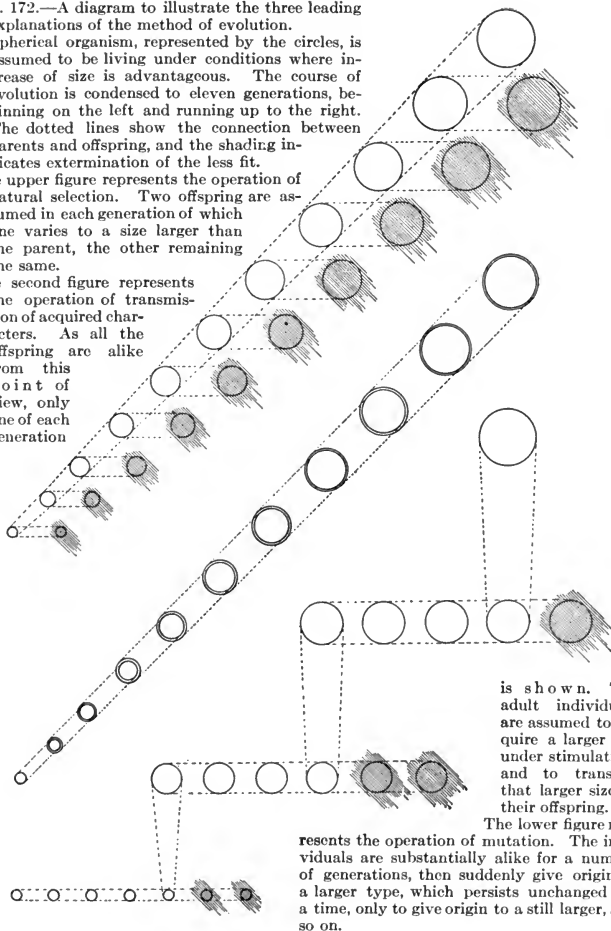 . 172.—A diagram to illustrate the three leading
xplanations of the method of evolution.
pherical organism, represented by the circles, is
ssumed to be living under conditions where in-
rease of size is advantageous. The course of
volution is condensed to eleven generations, be-
inning on the left and running up to the right.
The dotted lines show the connection between
arents and offspring, and the shading in-
icates extermination of the less fit.
e upper figure represents the operation of
atural selection. Two offspring are as-
umed in each generation of which
ne varies to a size larger than
he parent, the other remaining
he same.
e second figure represents
he operation of transmis-
ion of acquired char-
cters. As all the
ffspring are alike
rom this
oint of
iew, only
ne of each
eneration
is shown.
adult individu
are assumed to
quire a larger
under stimulat
and to trans
that larger size
their offspring.
The lower figure r
resents the operation of mutation. The in
viduals are substantially alike for a num
of generations, then suddenly give origin
a larger type, which persists unchanged
a time, only to give origin to a still larger,
so on.